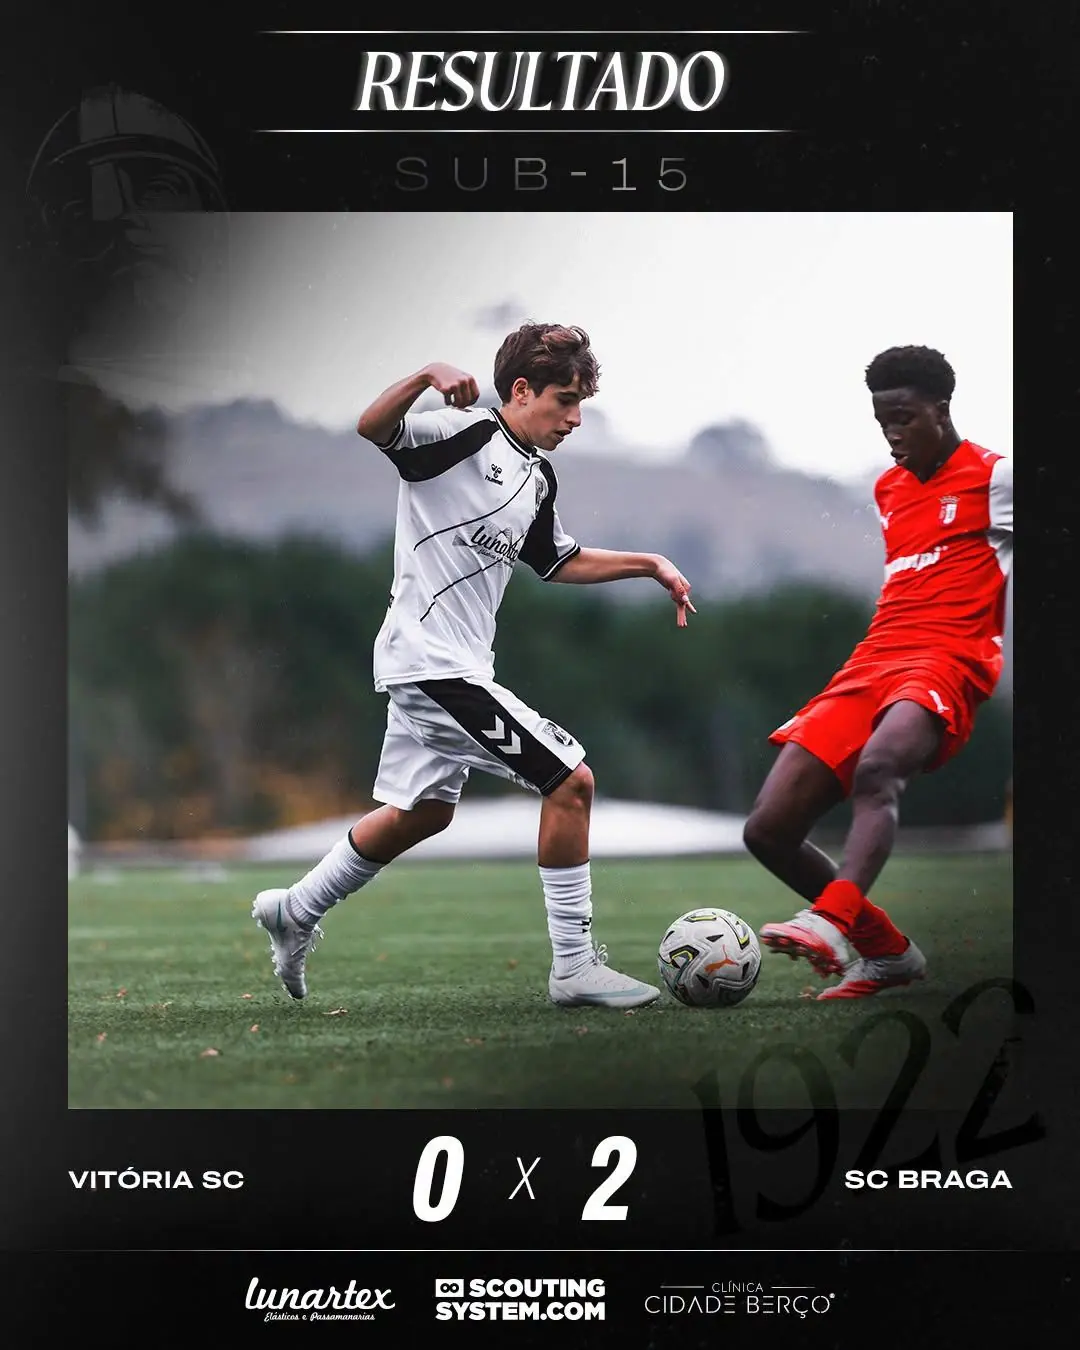 RESULTADO
SUB-15
hummel
lunartex
1922
VITÓRIA SC
0 X 2
SC BRAGA
lunartex
Elásticos e Passamanarias
SCOUTING
SYSTEM.COM
CLÍNICA
CIDADE BERÇO